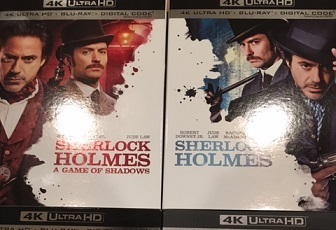 4K ULTRA HD • BLU-RAY • DIGITAL CODE
4K ULTRA HD • BLU-RAY • DIGITAL CODE
JUDE LAW
SHERLOCK
HOLMES
A GAME OF SHADOWS
ROBERT DOWNEY JR. JUDE LAW
SHERLOCK
HOLMES
4K ULTRA HD
4K ULTRA HD